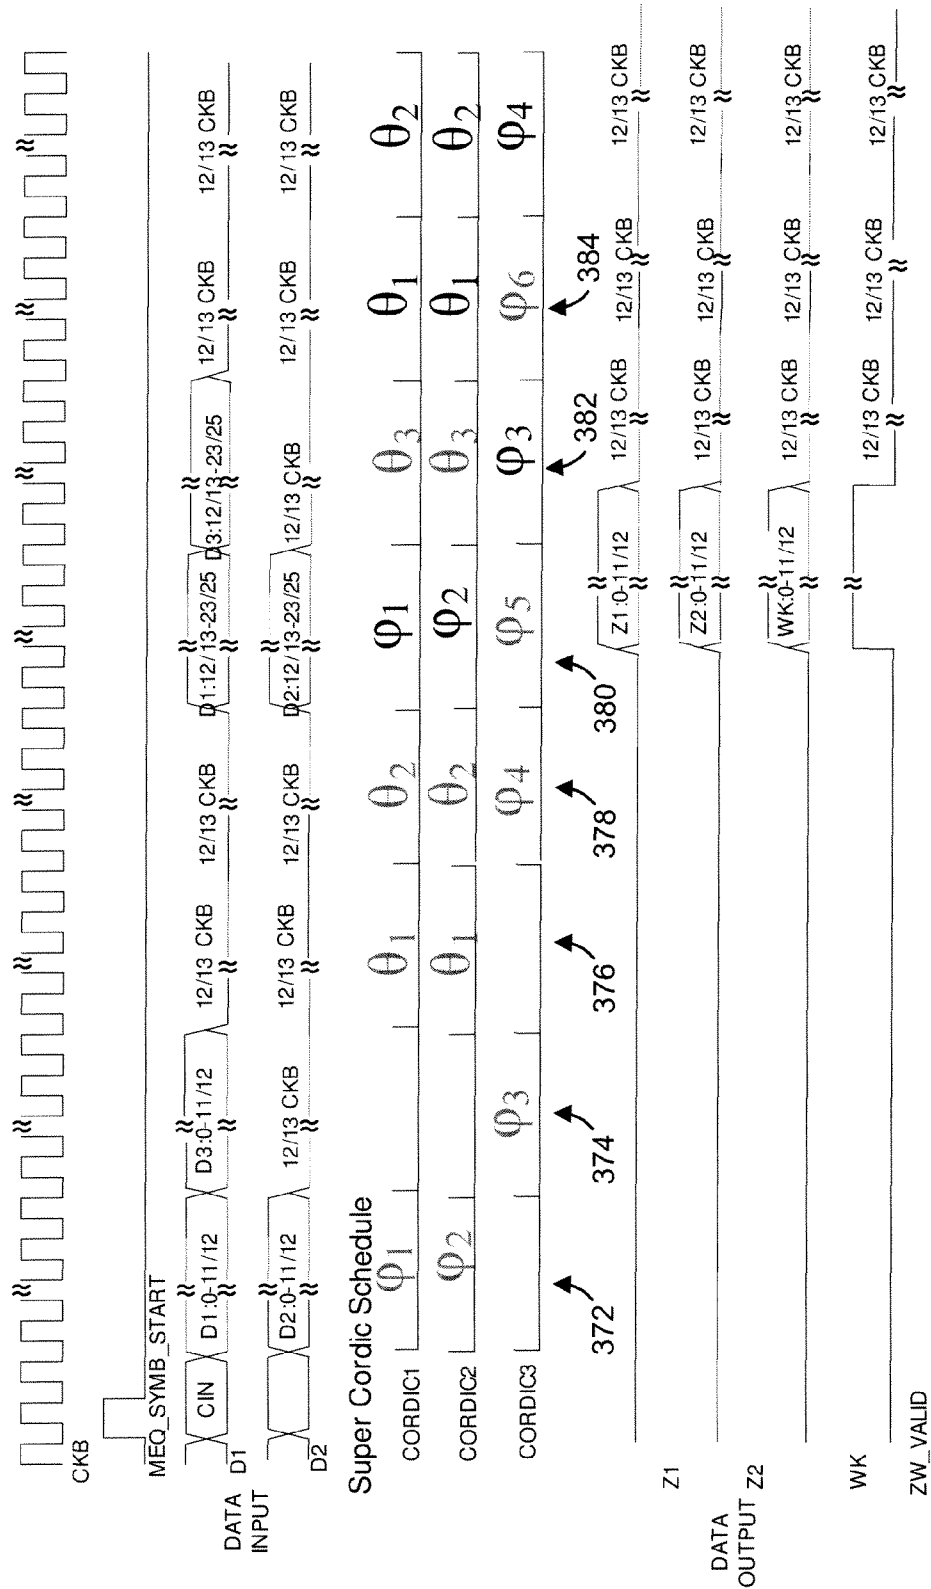 CKB
MEQ_SYMB_START
DATA INPUT
D1
CIN
D1:0-11/12
D3:0-11/12
12/13 CKB
12/13 CKB
D1:12/13-23/25
D3:12/13-23/25
12/13 CKB
12/13 CKB
D2
D2:0-11/12
12/13 CKB
12/13 CKB
12/13 CKB
D2:12/13-23/25
12/13 CKB
12/13 CKB
12/13 CKB
Super Cordic Schedule
CORDIC1
φ1
θ1
θ2
φ1
θ3
θ1
θ2
CORDIC2
φ2
θ1
θ2
φ2
θ3
θ1
θ2
CORDIC3
φ3
φ4
φ5
φ3
φ6
φ4
372
374
376
378
380
382
384
DATA OUTPUT
Z1
Z1:0-11/12
12/13 CKB
12/13 CKB
12/13 CKB
Z2
Z2:0-11/12
12/13 CKB
12/13 CKB
12/13 CKB
WK
WK:0-11/12
12/13 CKB
12/13 CKB
12/13 CKB
ZW_VALID
12/13 CKB
12/13 CKB
12/13 CKB